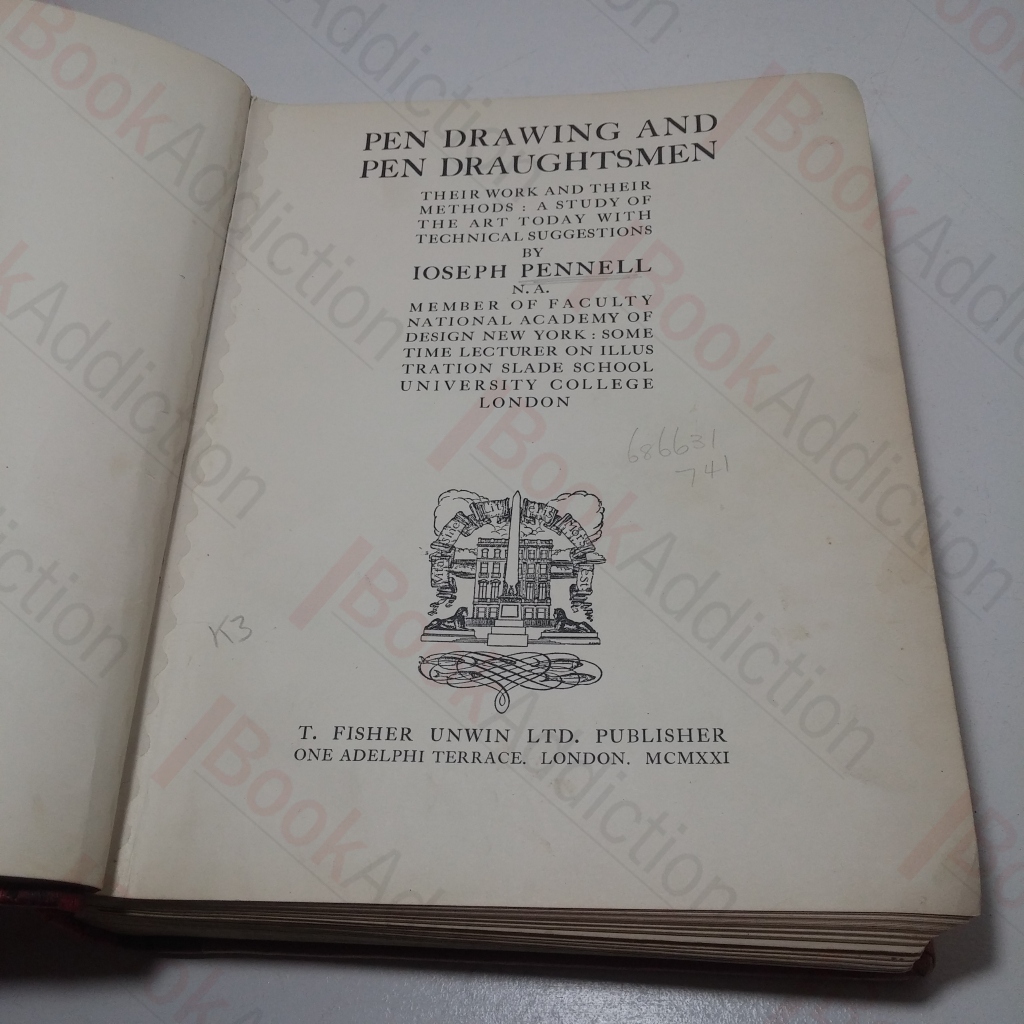 PEN DRAWING AND
PEN DRAUGHTSMEN
THEIR WORK AND THEIR
METHODS : A STUDY OF
THE ART TODAY WITH
TECHNICAL SUGGESTIONS
BY
IOSEPH PENNELL
N.A.
MEMBER OF FACULTY
NATIONAL ACADEMY OF
DESIGN NEW YORK : SOME
TIME LECTURER ON ILLUS
TRATION SLADE SCHOOL
UNIVERSITY COLLEGE
LONDON
686631
741
K3
T. FISHER UNWIN LTD. PUBLISHER
ONE ADELPHI TERRACE. LONDON. MCMXXI
BookAddiction